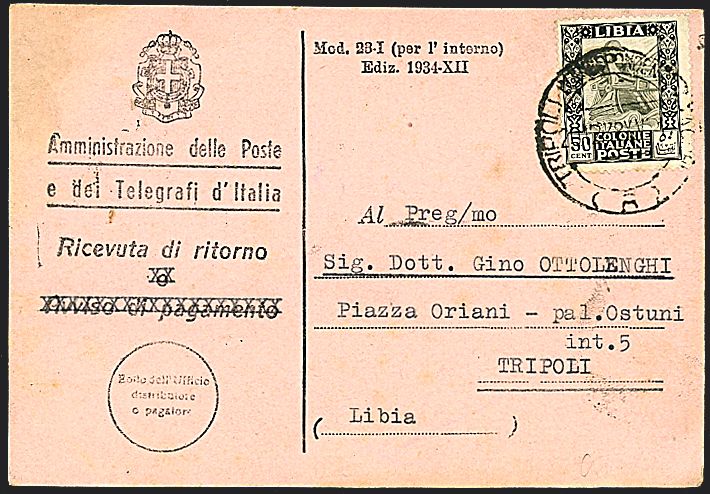 Amministrazione delle Poste
e dei Telegrafi d'Italia
Ricevuta di ritorno
o
Avviso di pagamento
Bollo dell'Ufficio
distributore
o pagatore
Mod. 23-I (per l'interno)
Ediz. 1934-XII
LIBIA
50
CENT
COLONIE
ITALIANE
POSTE
TRIPOLI
Al Preg/mo
Sig. Dott. Gino OTTOLENGHI
Piazza Oriani - pal.Ostuni
int.5
TRIPOLI
(Libia)